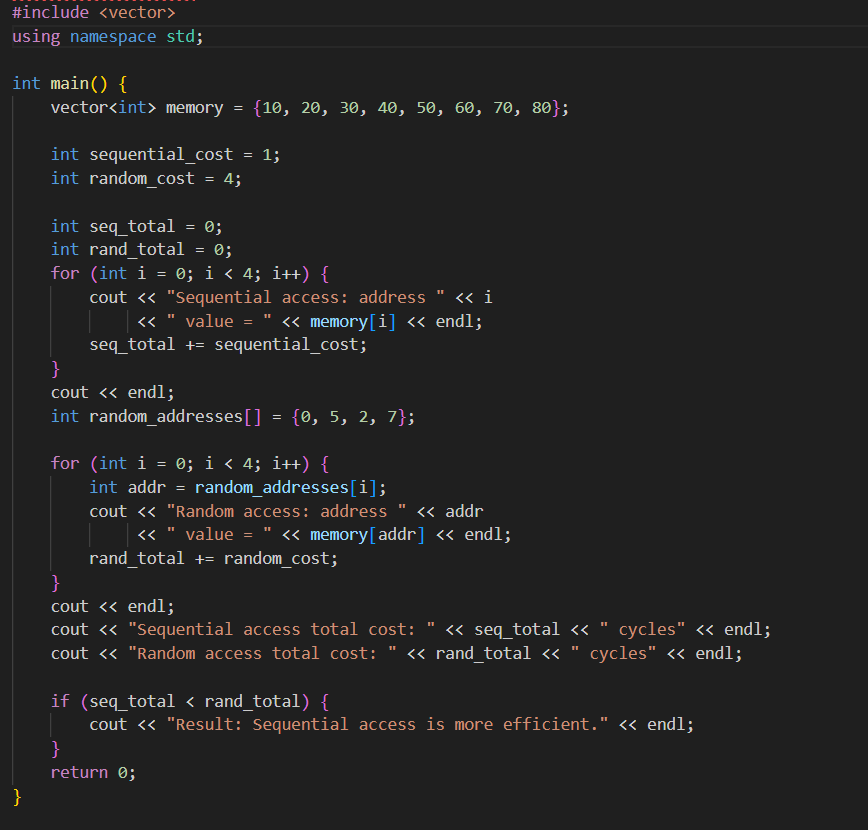 #include <vector>
using namespace std;
int main() {
    vector<int> memory = {10, 20, 30, 40, 50, 60, 70, 80};
    int sequential_cost = 1;
    int random_cost = 4;
    int seq_total = 0;
    int rand_total = 0;
    for (int i = 0; i < 4; i++) {
        cout << "Sequential access: address " << i
             << " value = " << memory[i] << endl;
        seq_total += sequential_cost;
    }
    cout << endl;
    int random_addresses[] = {0, 5, 2, 7};
    for (int i = 0; i < 4; i++) {
        int addr = random_addresses[i];
        cout << "Random access: address " << addr
             << " value = " << memory[addr] << endl;
        rand_total += random_cost;
    }
    cout << endl;
    cout << "Sequential access total cost: " << seq_total << " cycles" << endl;
    cout << "Random access total cost: " << rand_total << " cycles" << endl;
    if (seq_total < rand_total) {
        cout << "Result: Sequential access is more efficient." << endl;
    }
    return 0;
}